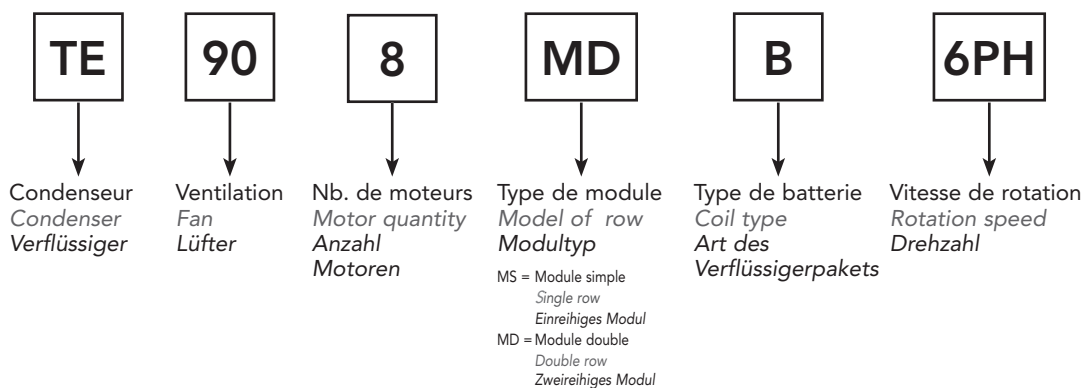 TE 90 8 MD B 6PH
Condenseur
Condenser
Verflüssiger
Ventilation
Fan
Lüfter
Nb. de moteurs
Motor quantity
Anzahl
Motoren
Type de module
Model of row
Modultyp
MS = Module simple
Single row
Einreihiges Modul
MD = Module double
Double row
Zweireihiges Modul
Type de batterie
Coil type
Art des
Verflüssigerpakets
Vitesse de rotation
Rotation speed
Drehzahl